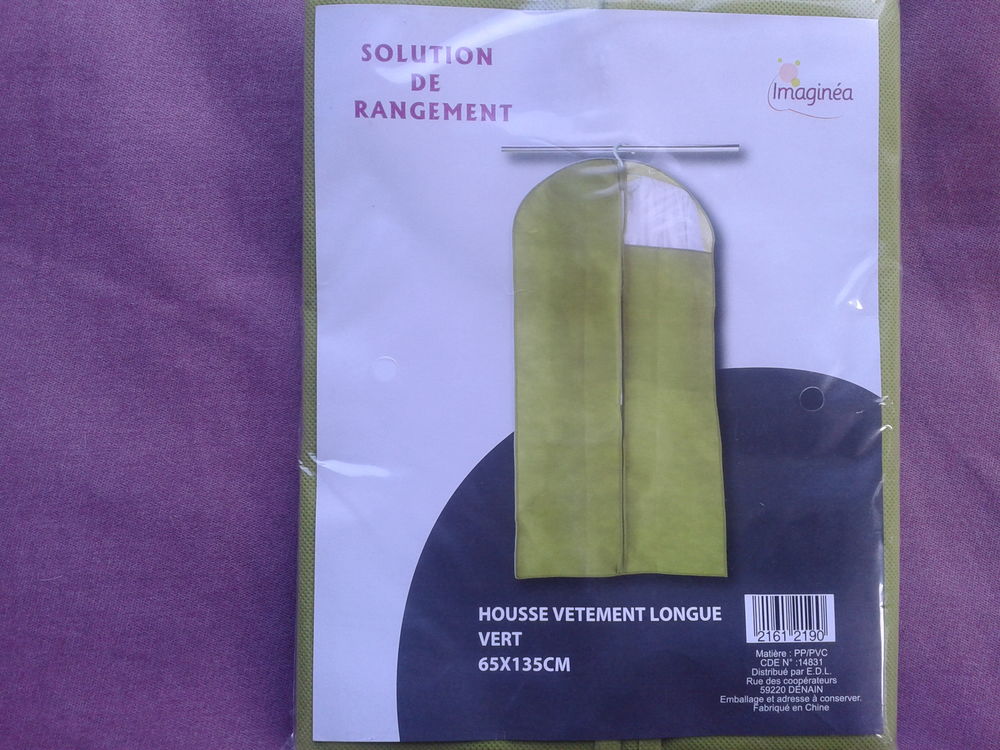 SOLUTION
DE
RANGEMENT
Imaginéa
HOUSSE VETEMENT LONGUE
VERT
65X135CM
2161 2190
Matière : PP/PVC
CDE N° :14831
Distribué par E.D.L.
Rue des coopérateurs
59220 DENAIN
Emballage et adresse à conserver.
Fabriqué en Chine